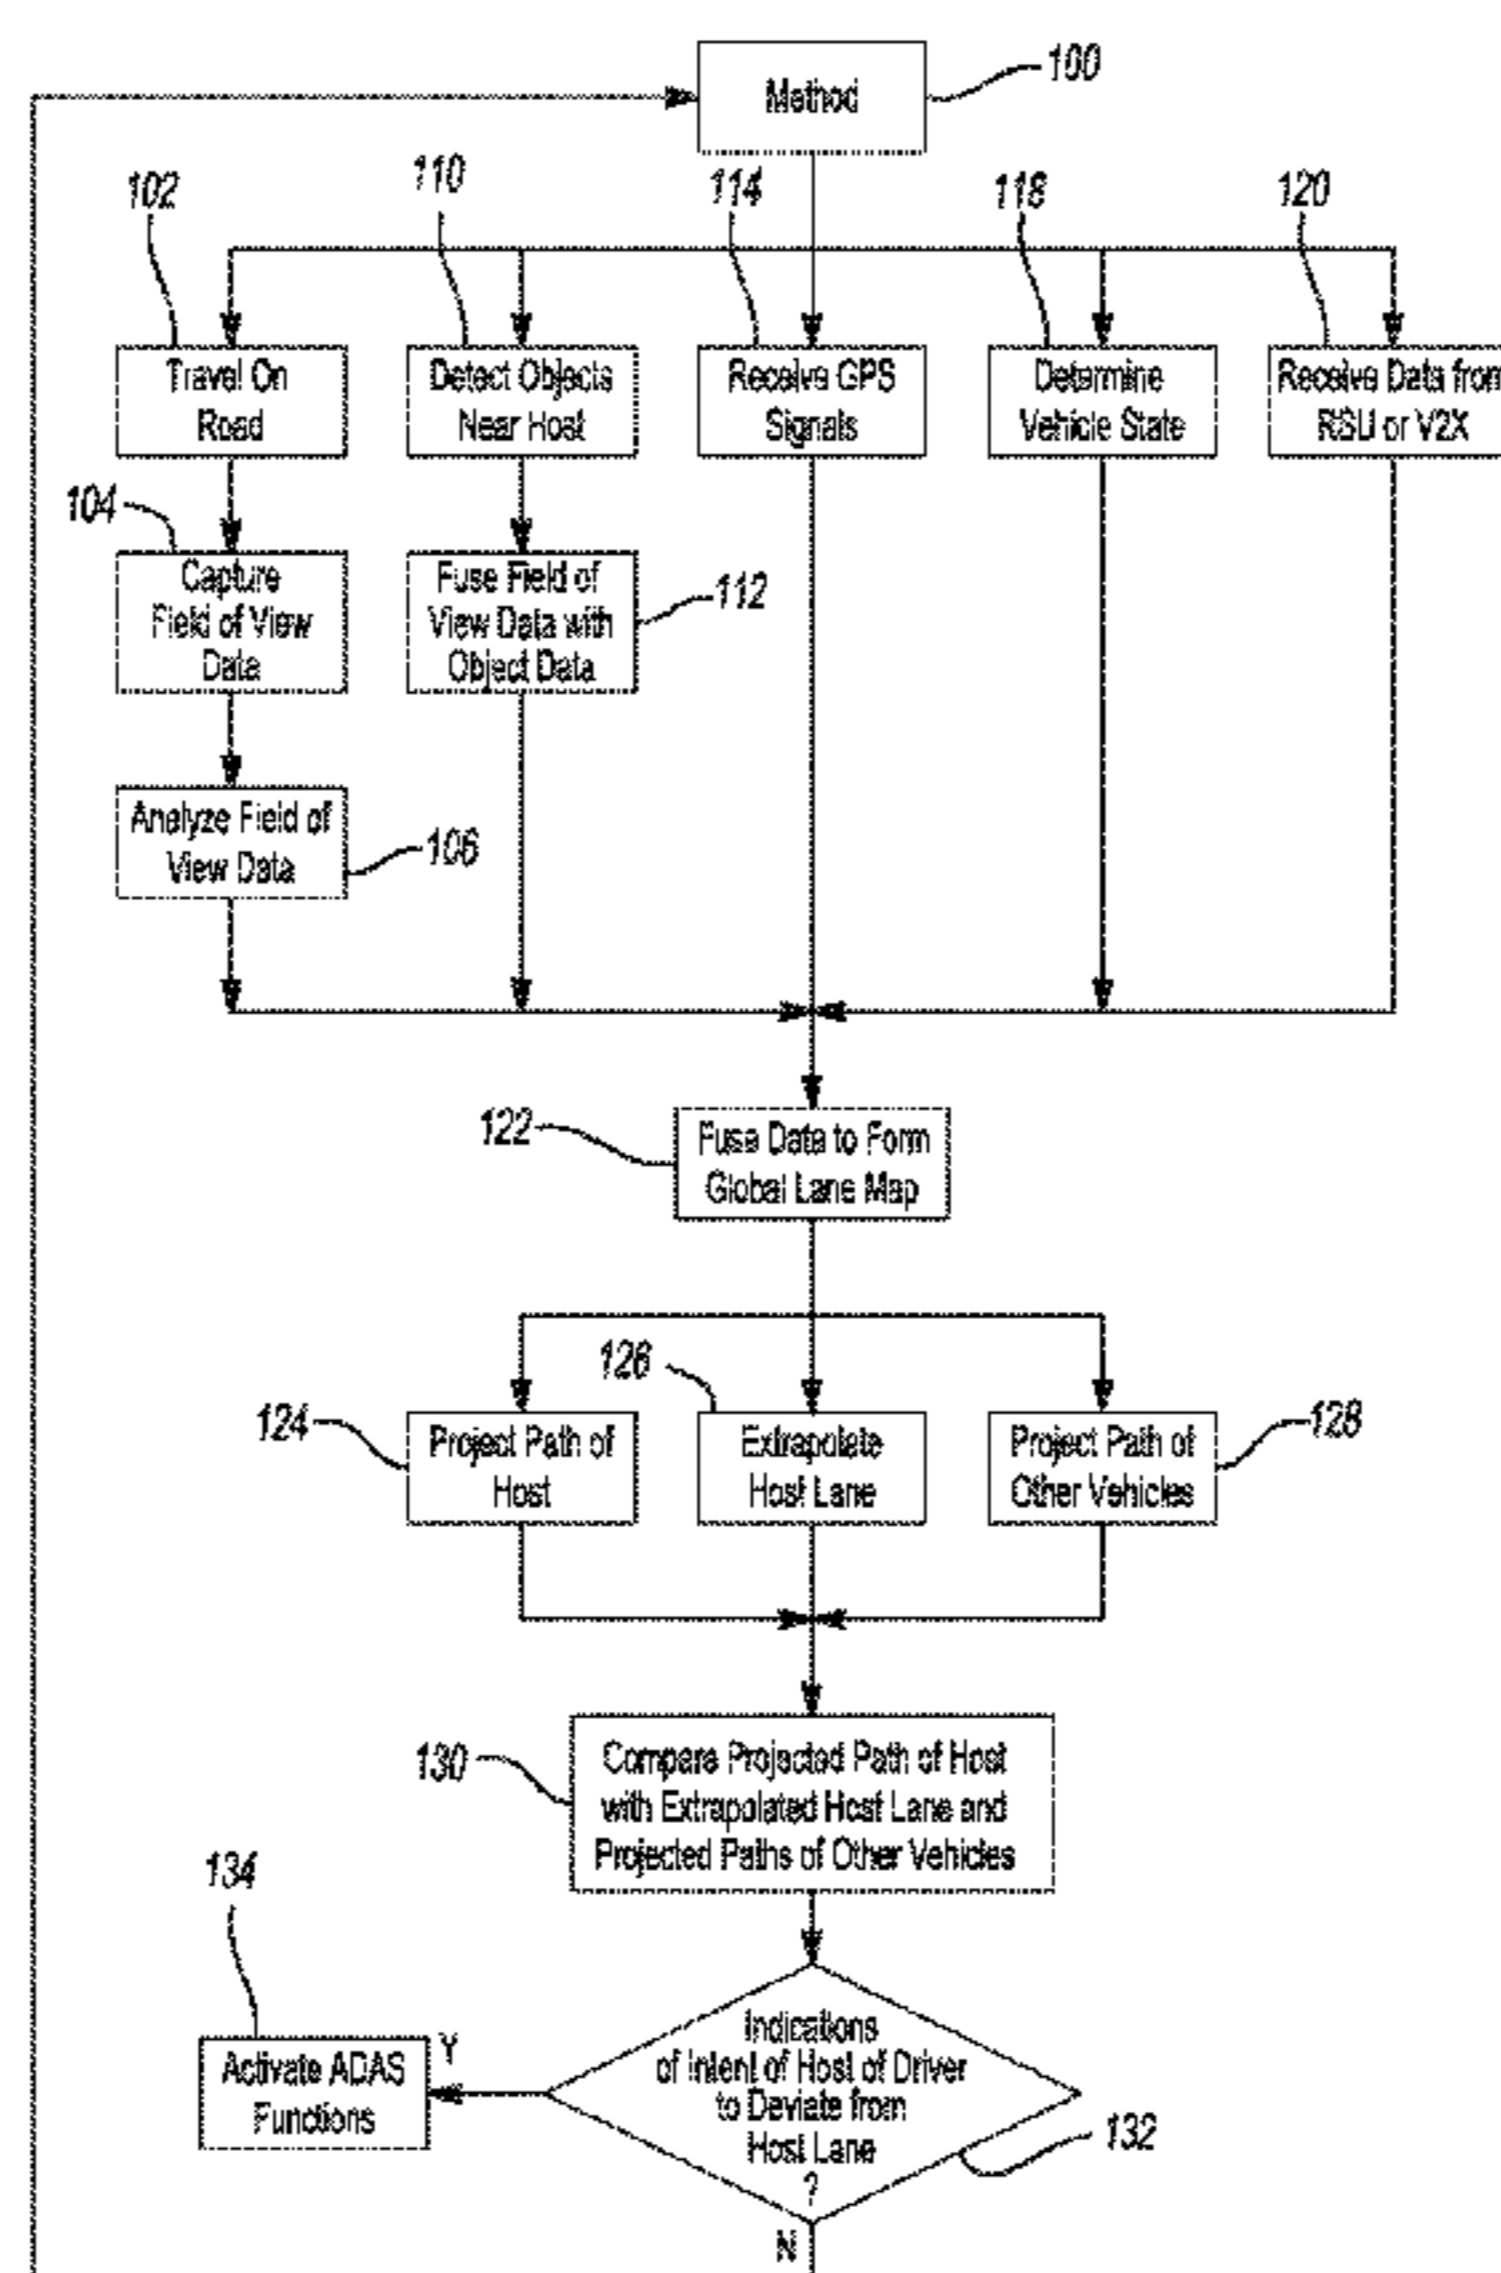 Method
100
102
110
114
118
120
Travel On
Road
Detect Objects
Near Host
Receive GPS
Signals
Determine
Vehicle State
Receive Data from
RSU or V2X
104
Capture
Field of View
Data
Fuse Field of
View Data with
Object Data
112
Analyze Field of
View Data
106
122
Fuse Data to Form
Global Lane Map
124
Project Path of
Host
126
Extrapolate
Host Lane
Project Path of
Other Vehicles
128
130
Compare Projected Path of Host
with Extrapolated Host Lane and
Projected Paths of Other Vehicles
134
Activate ADAS
Functions
Y
Indications
of Intent of Host of Driver
to Deviate from
Host Lane
?
132
N